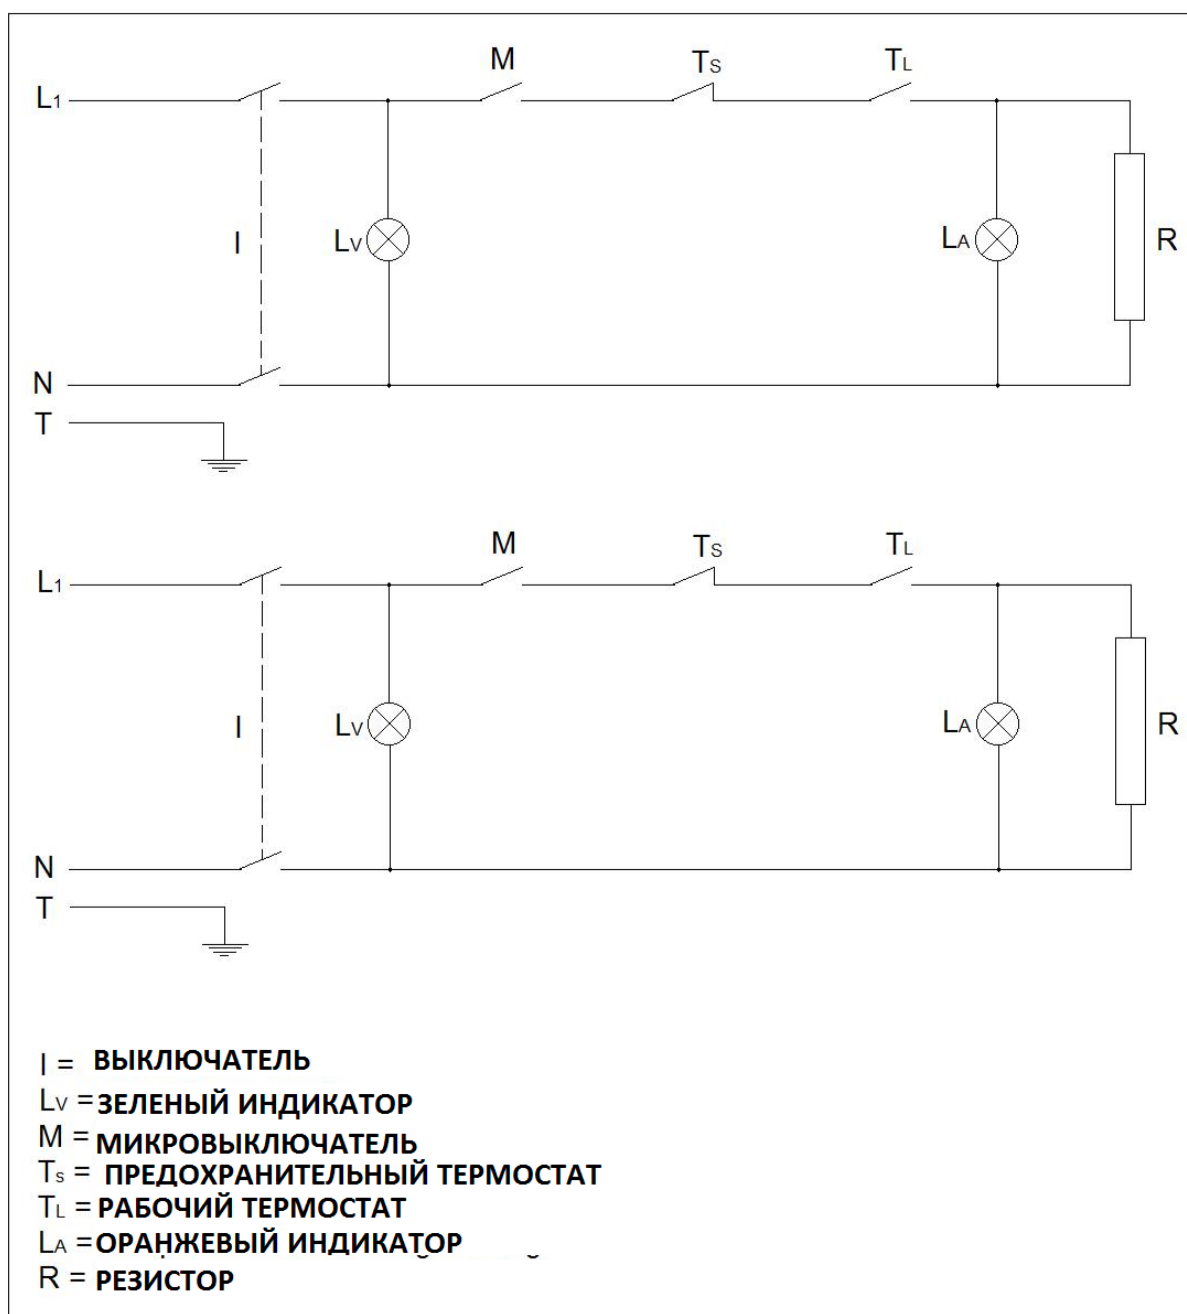 M TS TL
L1
I LV LA R
N
T
M TS TL
L1
I LV LA R
N
T
I = ВЫКЛЮЧАТЕЛЬ
LV = ЗЕЛЕНЫЙ ИНДИКАТОР
M = МИКРОВЫКЛЮЧАТЕЛЬ
Ts = ПРЕДОХРАНИТЕЛЬНЫЙ ТЕРМОСТАТ
TL = РАБОЧИЙ ТЕРМОСТАТ
LA = ОРАНЖЕВЫЙ ИНДИКАТОР
R = РЕЗИСТОР